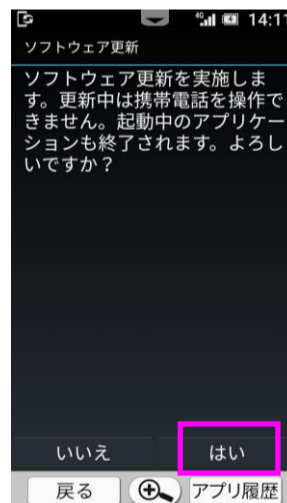 4G 14:11
ソフトウェア更新
ソフトウェア更新を実施しま
す。更新中は携帯電話を操作で
きません。起動中のアプリケー
ションも終了されます。よろし
いですか？
いいえ はい
戻る アプリ履歴